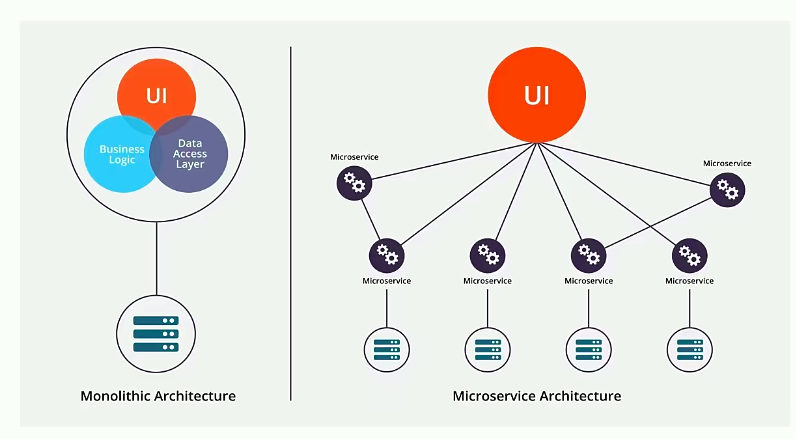 UI
Business
Logic
Data
Access
Layer
Monolithic Architecture
UI
Microservice
Microservice
Microservice
Microservice
Microservice
Microservice
Microservice Architecture